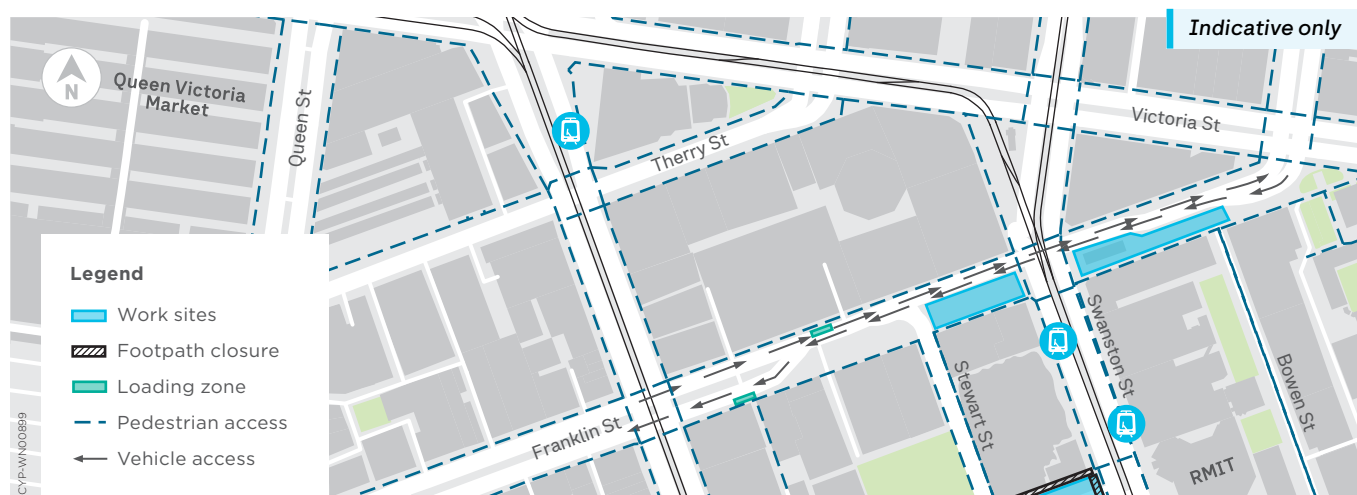 Indicative only
N
Queen Victoria
Market
Queen St
Therry St
Victoria St
Franklin St
Stewart St
Swanston St
Bowen St
RMIT
Legend
Work sites
Footpath closure
Loading zone
Pedestrian access
Vehicle access
CYP-WN00899